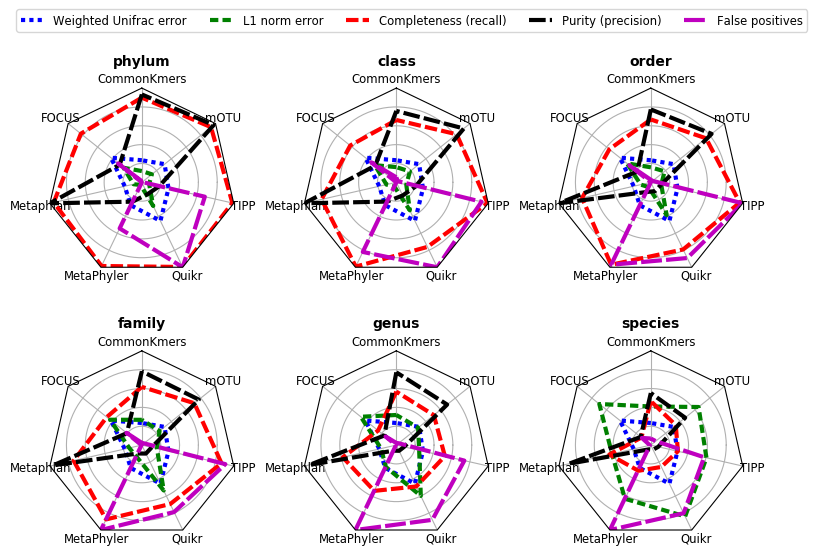 Weighted Unifrac error L1 norm error Completeness (recall) Purity (precision) False positives
phylum class order
CommonKmers CommonKmers CommonKmers
FOCUS mOTU FOCUS mOTU FOCUS mOTU
Metaphlan TIPP Metaphlan TIPP Metaphlan TIPP
MetaPhyler Quikr MetaPhyler Quikr MetaPhyler Quikr
family genus species
CommonKmers CommonKmers CommonKmers
FOCUS mOTU FOCUS mOTU FOCUS mOTU
Metaphlan TIPP Metaphlan TIPP Metaphlan TIPP
MetaPhyler Quikr MetaPhyler Quikr MetaPhyler Quikr